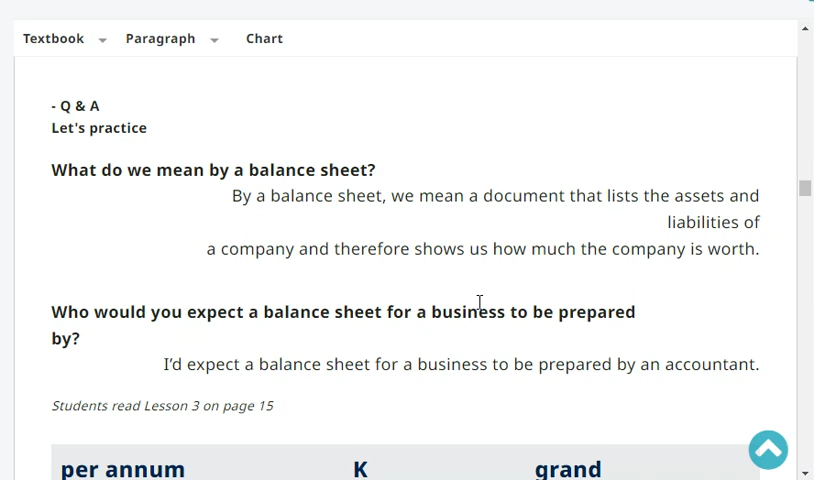 Textbook Paragraph Chart
- Q & A
Let's practice
What do we mean by a balance sheet?
By a balance sheet, we mean a document that lists the assets and
liabilities of
a company and therefore shows us how much the company is worth.
Who would you expect a balance sheet for a business to be prepared
by?
I'd expect a balance sheet for a business to be prepared by an accountant.
Students read Lesson 3 on page 15
per annum K grand